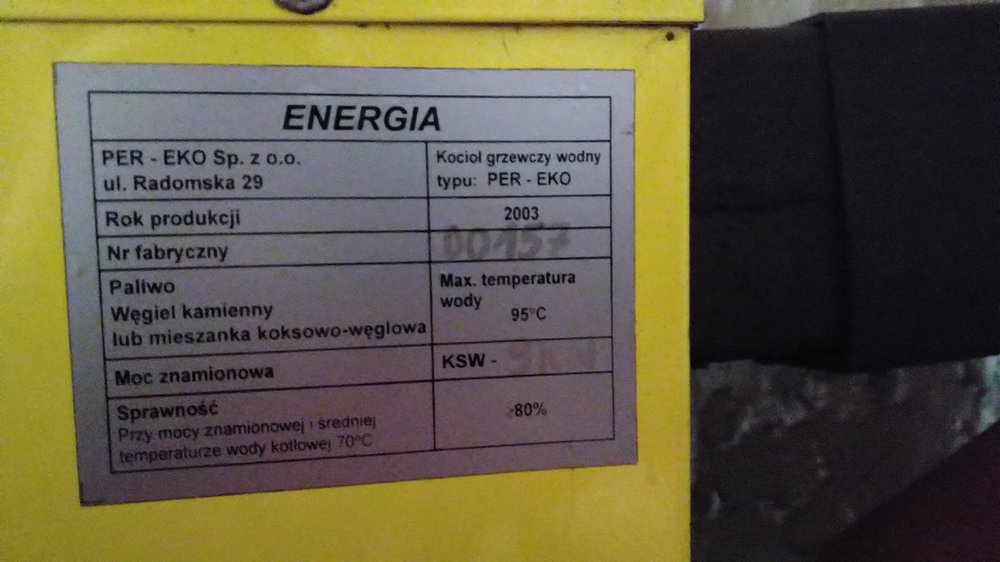 ENERGIA
PER - EKO Sp. z o.o.
ul. Radomska 29
Kocioł grzewczy wodny
typu: PER - EKO
Rok produkcji
2003
Nr fabryczny
00157
Paliwo
Węgiel kamienny
lub mieszanka koksowo-węglowa
Max. temperatura
wody
95°C
Moc znamionowa
KSW -
Sprawność
Przy mocy znamionowej i średniej
temperaturze wody kotłowej 70°C
>80%